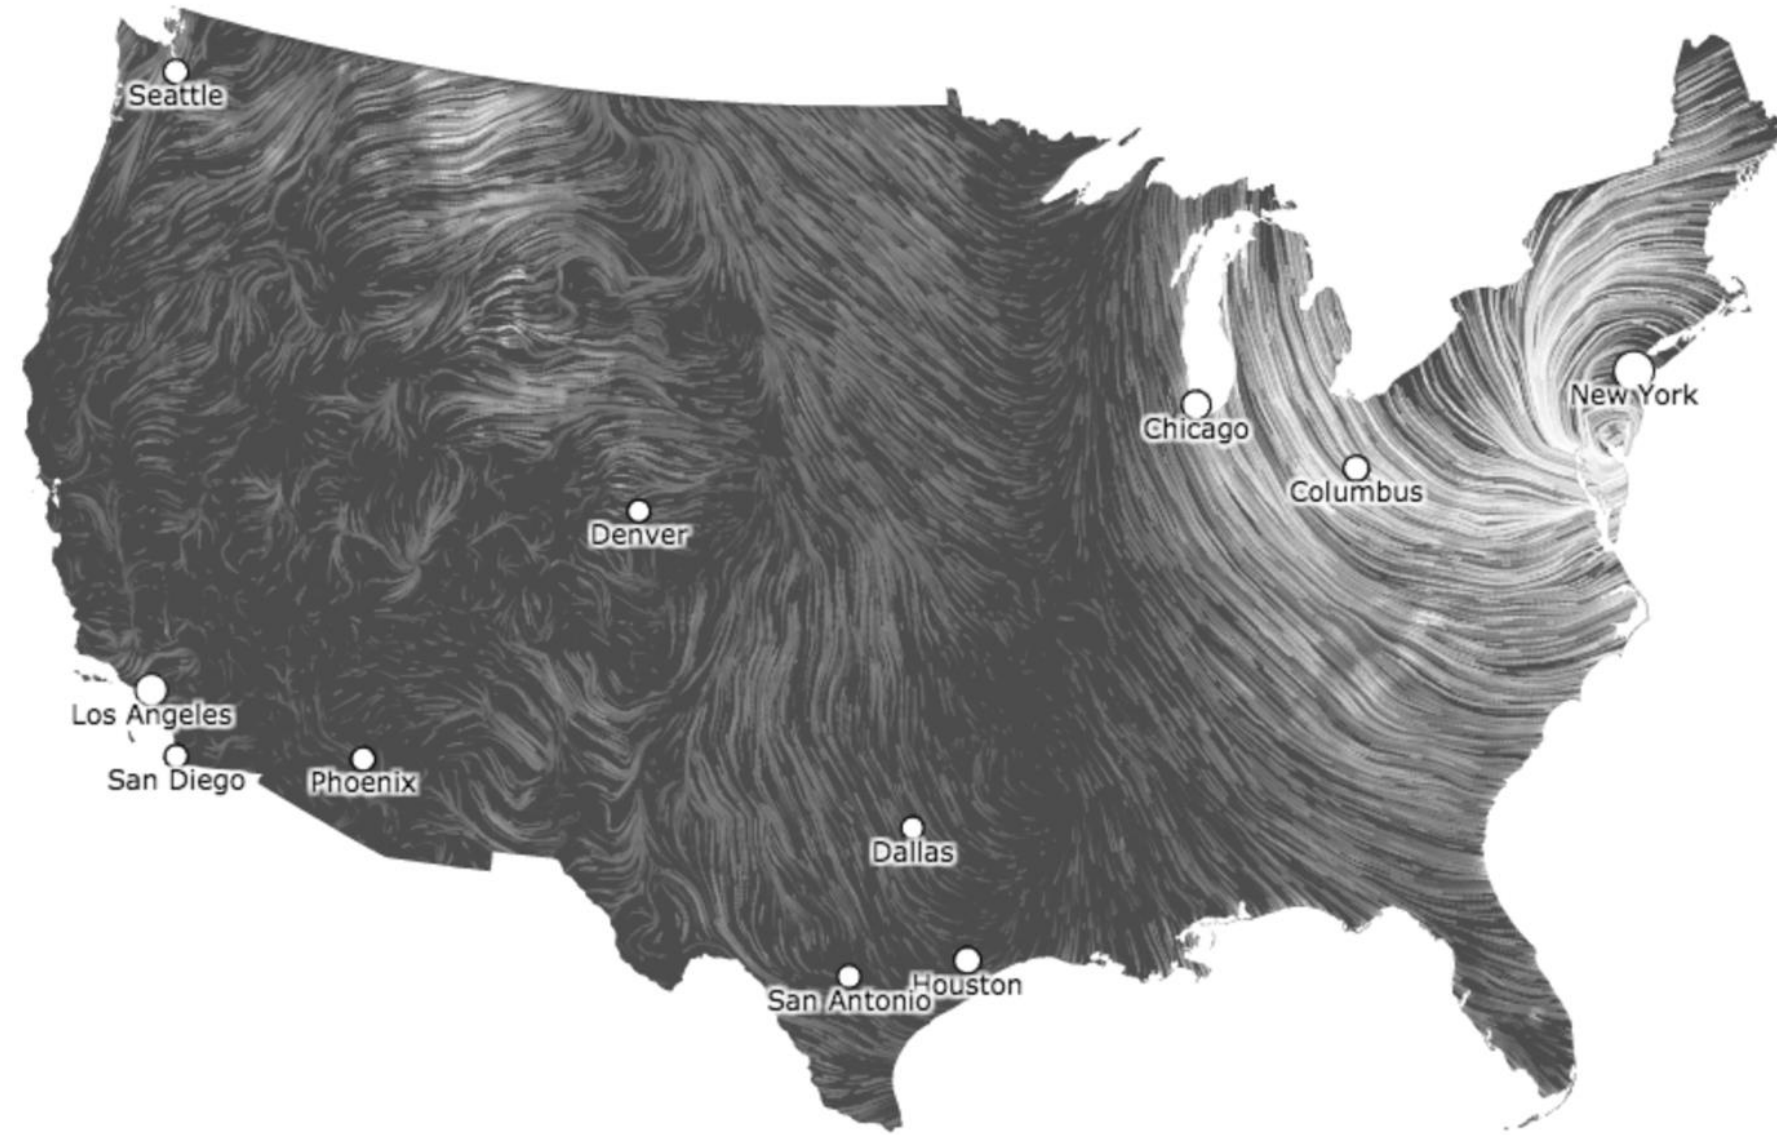 Seattle
New York
Chicago
Columbus
Denver
Los Angeles
San Diego
Phoenix
Dallas
Houston
San Antonio